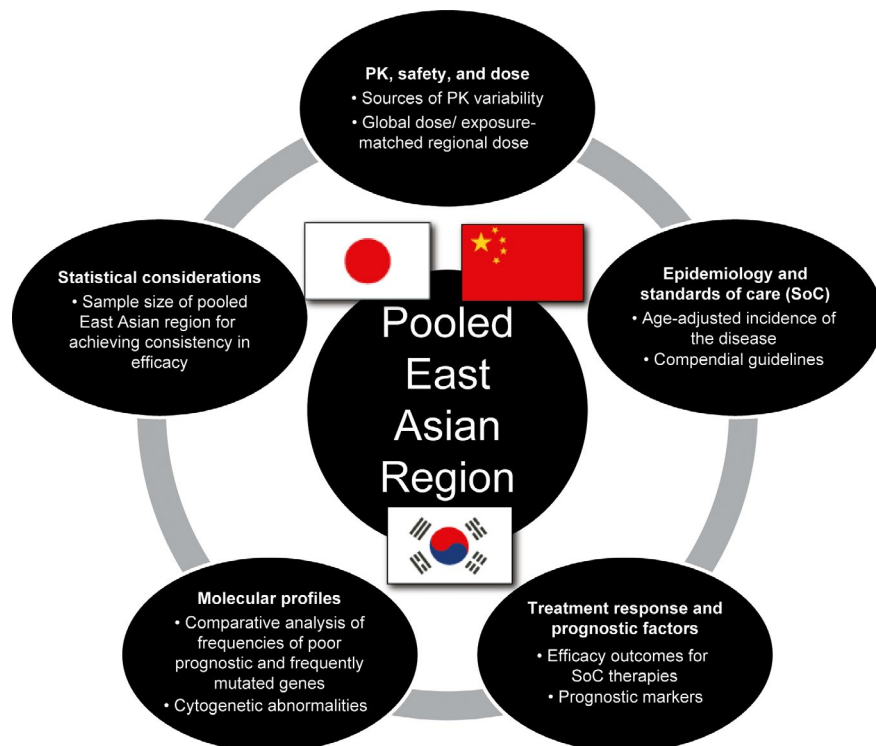 PK, safety, and dose
• Sources of PK variability
• Global dose/ exposure-
matched regional dose
Statistical considerations
• Sample size of pooled
East Asian region for
achieving consistency in
efficacy
Epidemiology and
standards of care (SoC)
• Age-adjusted incidence of
the disease
• Compendial guidelines
Pooled
East
Asian
Region
Molecular profiles
• Comparative analysis of
frequencies of poor
prognostic and frequently
mutated genes
• Cytogenetic abnormalities
Treatment response and
prognostic factors
• Efficacy outcomes for
SoC therapies
• Prognostic markers